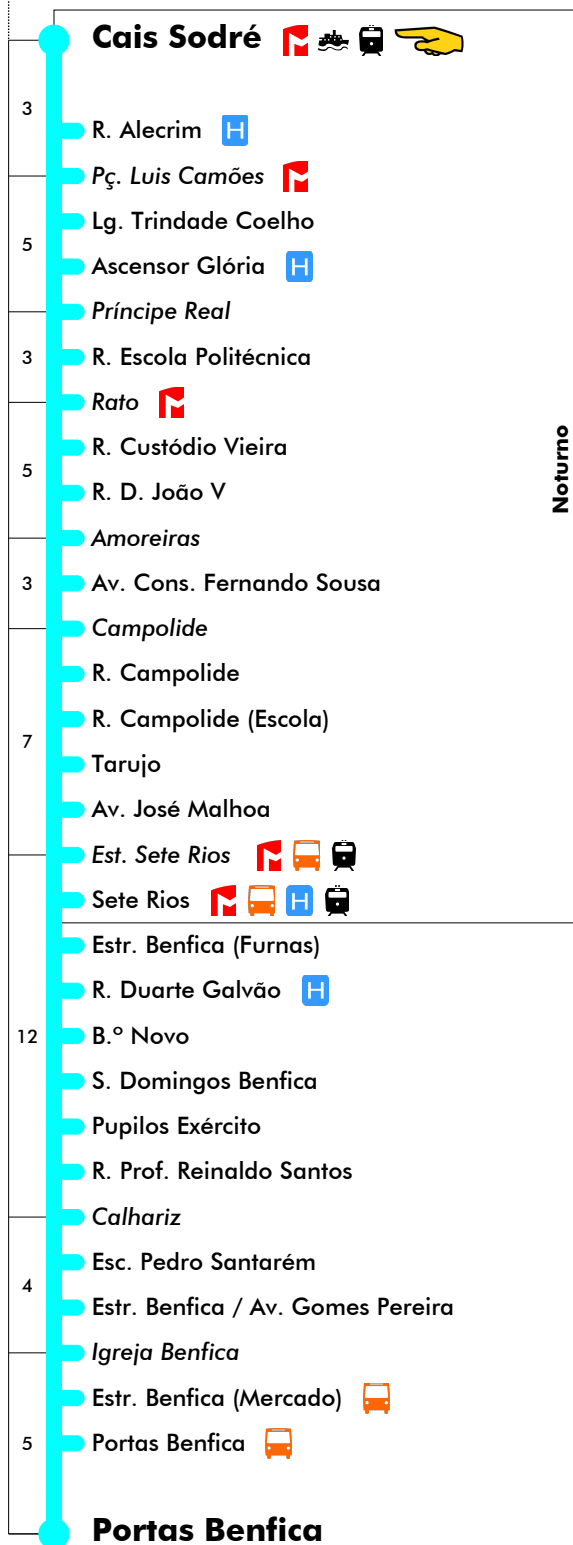 Cais Sodré
3
R. Alecrim H
Pç. Luis Camões
Lg. Trindade Coelho
5
Ascensor Glória H
Príncipe Real
3 R. Escola Politécnica
Rato
R. Custódio Vieira
Noturno
5
R. D. João V
Amoreiras
3 Av. Cons. Fernando Sousa
Campolide
R. Campolide
R. Campolide (Escola)
7
Tarujo
Av. José Malhoa
Est. Sete Rios
Sete Rios H
Estr. Benfica (Furnas)
R. Duarte Galvão H
12 B.º Novo
S. Domingos Benfica
Pupilos Exército
R. Prof. Reinaldo Santos
Calhariz
Esc. Pedro Santarém
4
Estr. Benfica / Av. Gomes Pereira
Igreja Benfica
Estr. Benfica (Mercado)
5 Portas Benfica
Portas Benfica